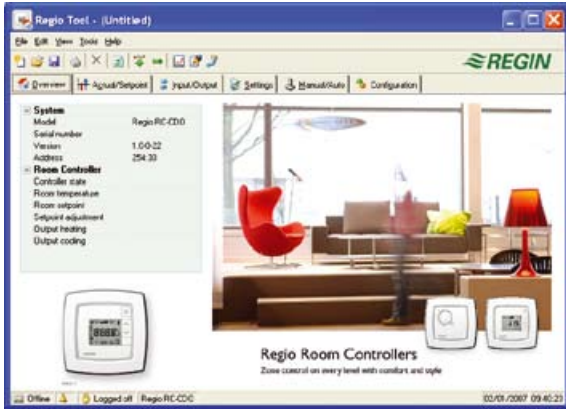 Regio Tool - (Untitled)
File Edit View Tools Help
REGIN
Overview Actual/Setpoint Input/Output Settings Manual/Auto Configuration
System
Model Regio RC-CDO
Serial number
Version 1.0-0-22
Address 254:30
Room Controller
Controller state
Room temperature
Room setpoint
Setpoint adjustment
Output heating
Output cooling
Regio Room Controllers
Zone control on every level with comfort and style
Offline Logged off Regio RC-CDO 02/01/2007 09:40:23